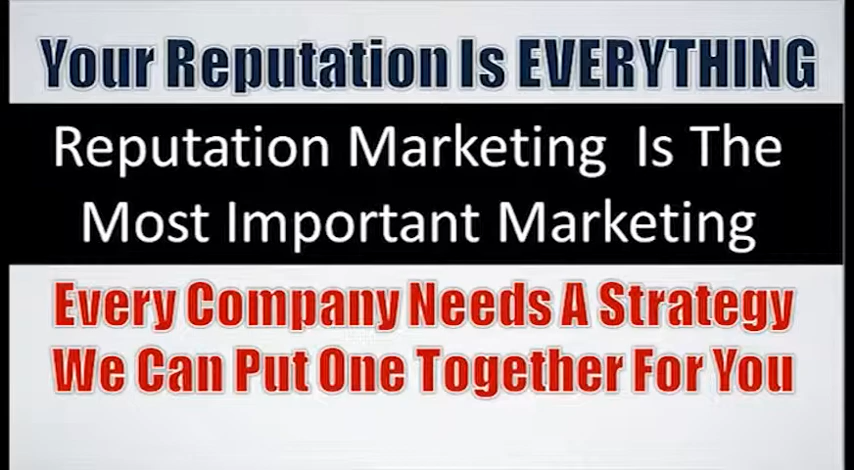 Your Reputation Is EVERYTHING
Reputation Marketing Is The
Most Important Marketing
Every Company Needs A Strategy
We Can Put One Together For You